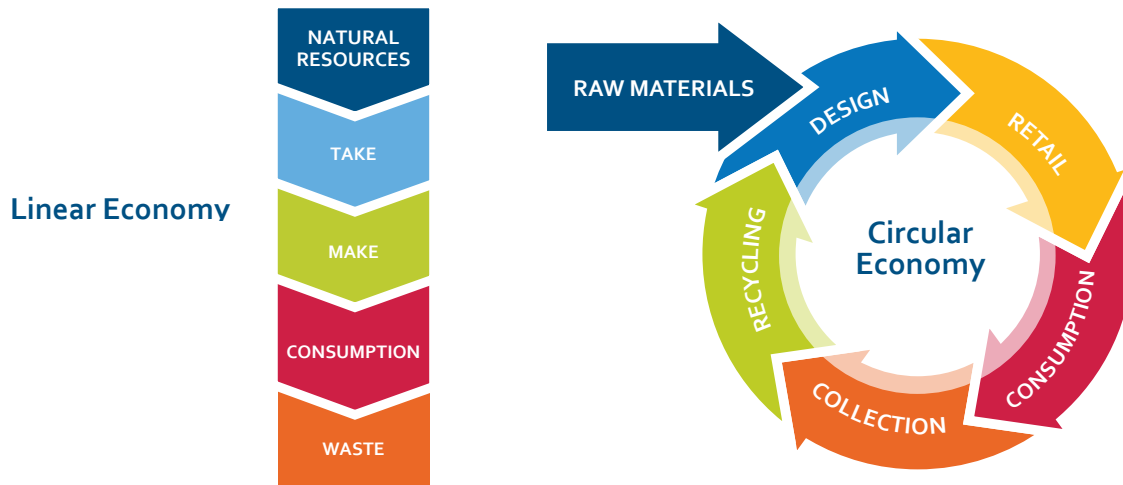 Linear Economy
NATURAL
RESOURCES
TAKE
MAKE
CONSUMPTION
WASTE
RAW MATERIALS
DESIGN
RETAIL
CONSUMPTION
COLLECTION
RECYCLING
Circular
Economy